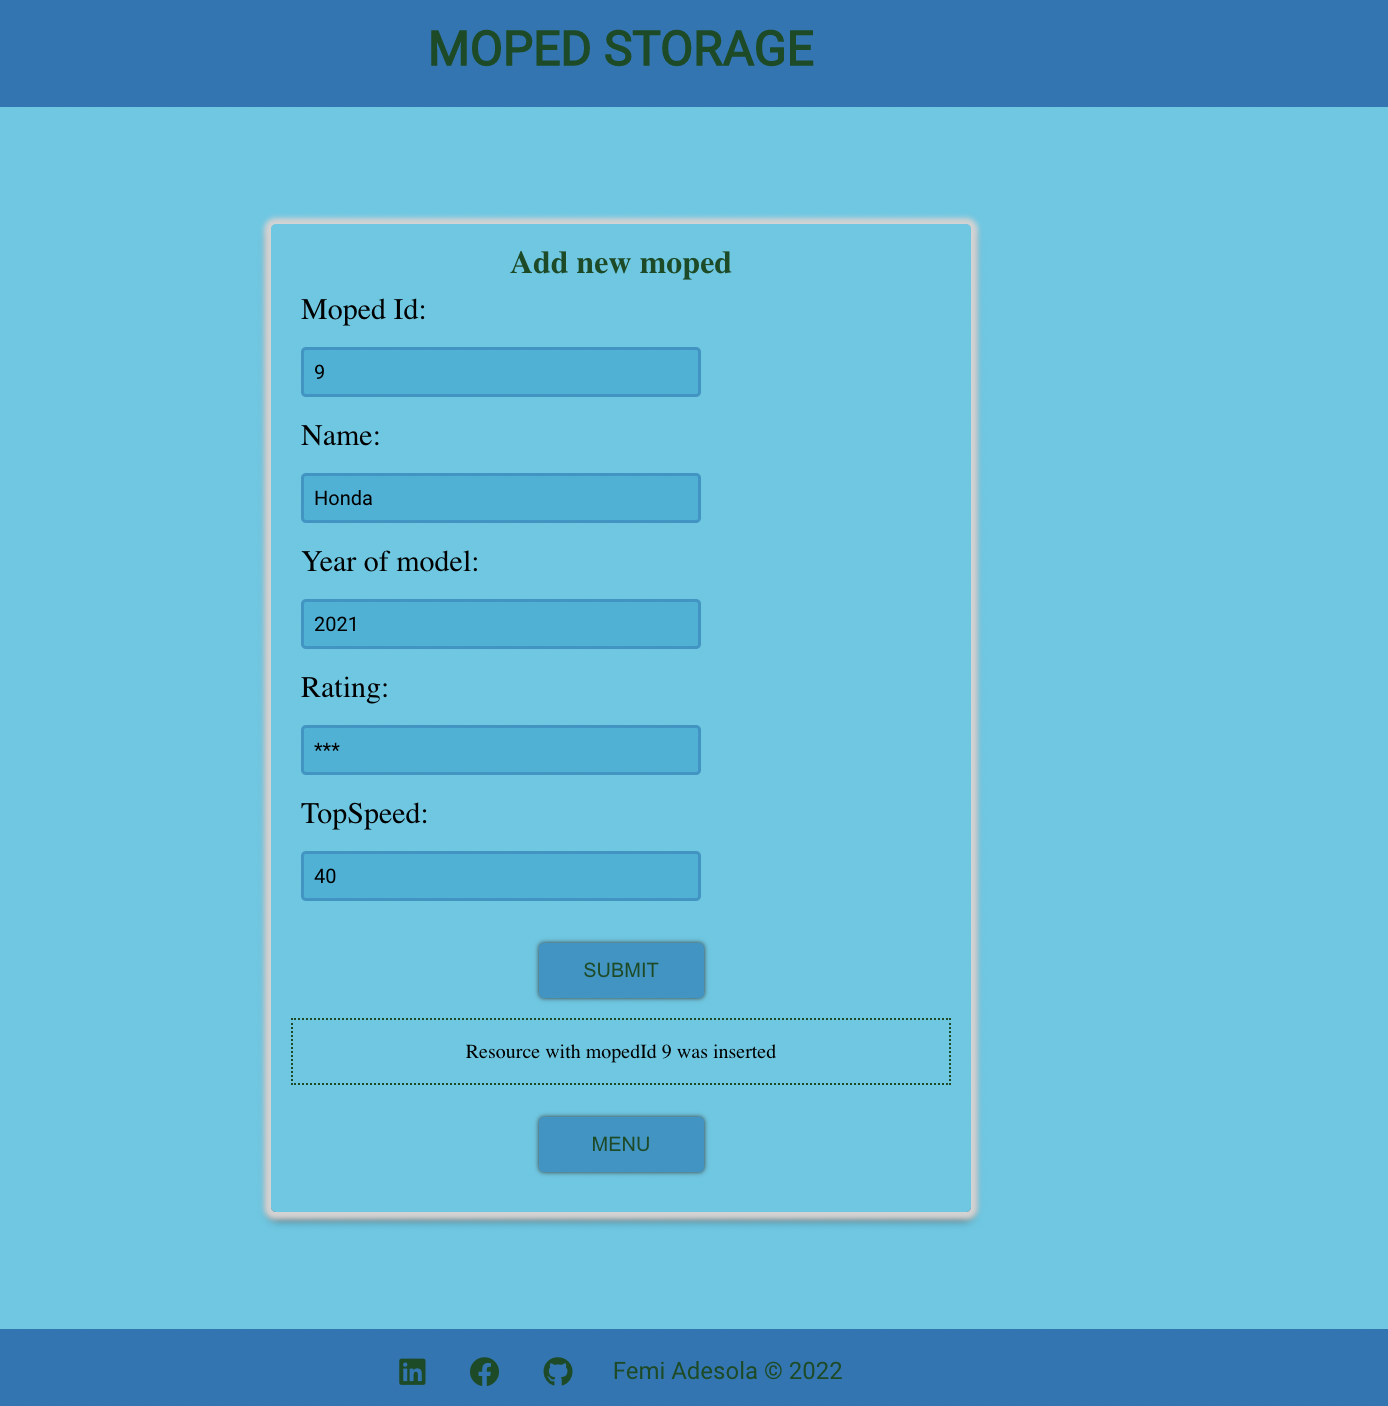 MOPED STORAGE
Add new moped
Moped Id:
9
Name:
Honda
Year of model:
2021
Rating:
***
TopSpeed:
40
SUBMIT
Resource with mopedId 9 was inserted
MENU
Femi Adesola © 2022